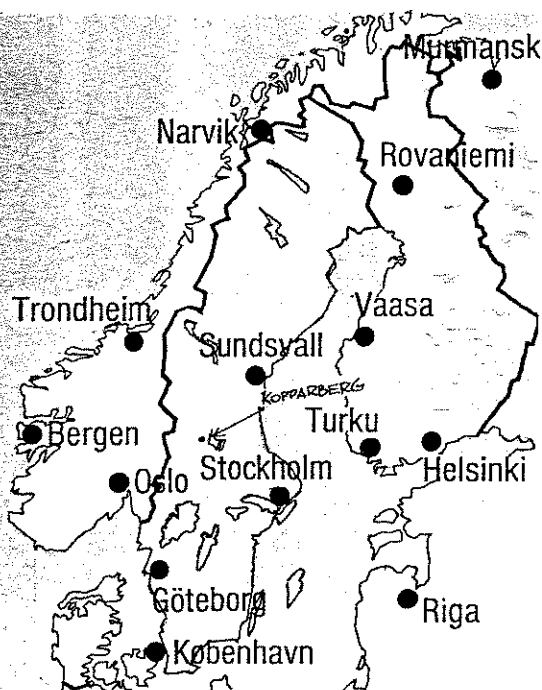 Murmansk
Narvik
Rovaniemi
Trondheim
Vaasa
Sundsvall
KOPPARBERG
Turku
Bergen
Helsinki
Oslo
Stockholm
Göteborg
Riga
København